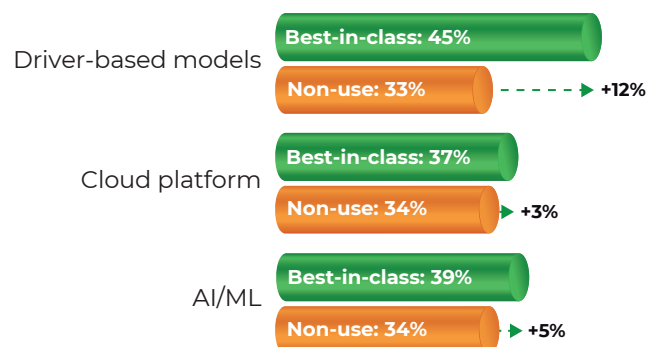 Driver-based models
Best-in-class: 45%
Non-use: 33%
+12%
Cloud platform
Best-in-class: 37%
Non-use: 34%
+3%
AI/ML
Best-in-class: 39%
Non-use: 34%
+5%